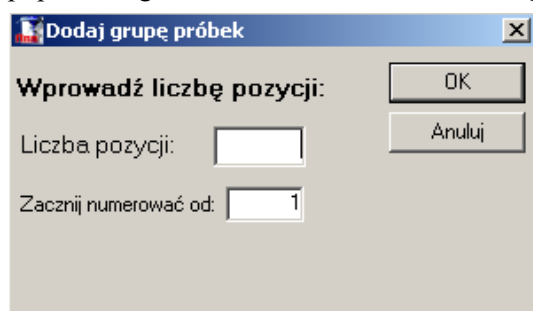 Dodaj grupę próbek
Wprowadź liczbę pozycji:
OK
Liczba pozycji:
Anuluj
Zacznij numerować od: 1